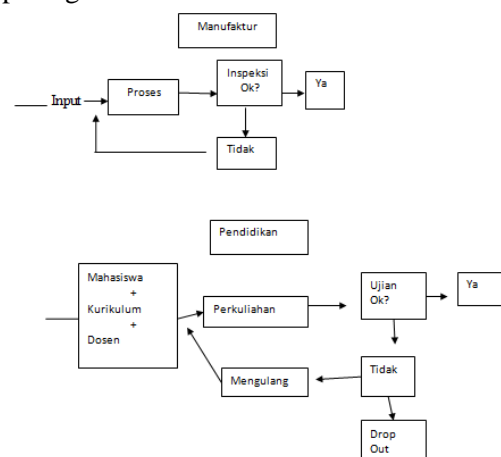 Manufaktur
Input
Proses
Inspeksi
Ok?
Ya
Tidak
Pendidikan
Mahasiswa
+
Kurikulum
+
Dosen
Perkuliahan
Ujian
Ok?
Ya
Mengulang
Tidak
Drop
Out